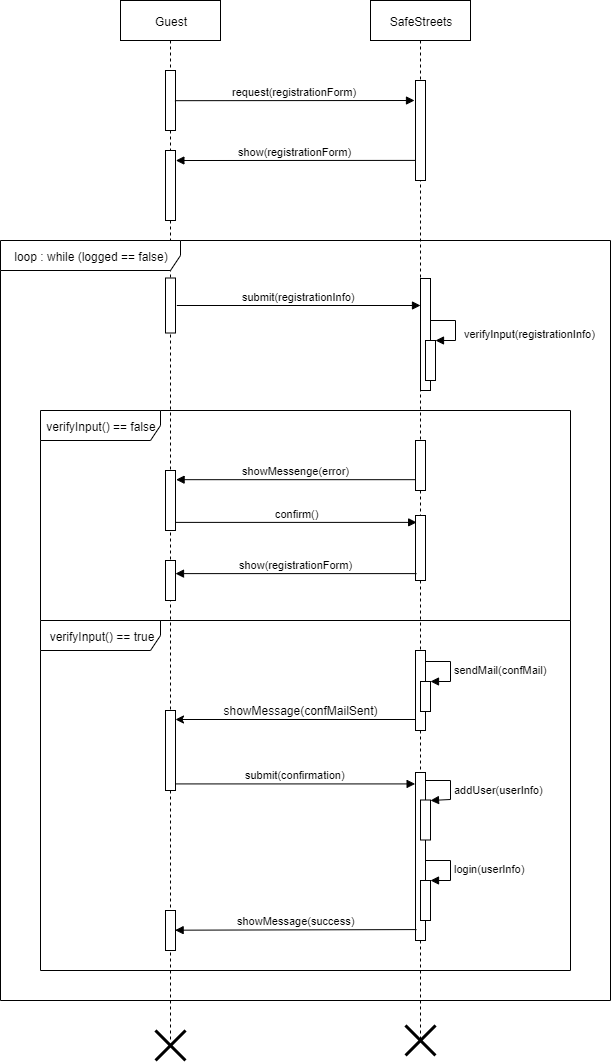 Guest
SafeStreets
request(registrationForm)
show(registrationForm)
loop : while (logged == false)
submit(registrationInfo)
verifyInput(registrationInfo)
verifyInput() == false
showMessenge(error)
confirm()
show(registrationForm)
verifyInput() == true
sendMail(confMail)
showMessage(confMailSent)
submit(confirmation)
addUser(userInfo)
login(userInfo)
showMessage(success)